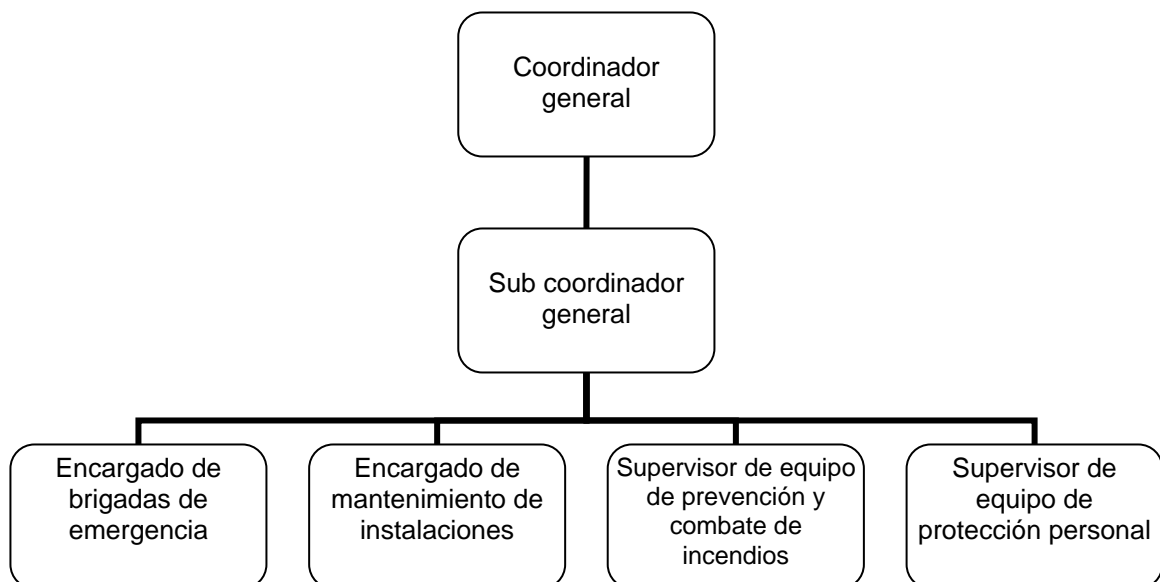 Coordinador
general
Sub coordinador
general
Encargado de
brigadas de
emergencia
Encargado de
mantenimiento de
instalaciones
Supervisor de equipo
de prevención y
combate de
incendios
Supervisor de
equipo de
protección personal